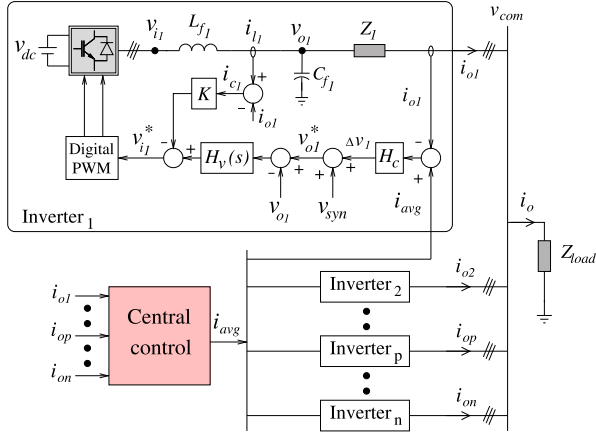 v_com
v_dc
v_i1
L_f1
i_l1
v_o1
Z_l
i_o1
C_f1
i_c1
K
+
-
i_o1
i_o1
Digital
PWM
v_i1^*
-
+
H_v(s)
v_o1^*
-
+
+
Δv_1
+
H_c
-
+
v_o1
v_syn
i_avg
Inverter_1
i_o
Z_load
i_o1
i_op
i_on
Central
control
i_avg
Inverter_2
i_o2
Inverter_p
i_op
Inverter_n
i_on